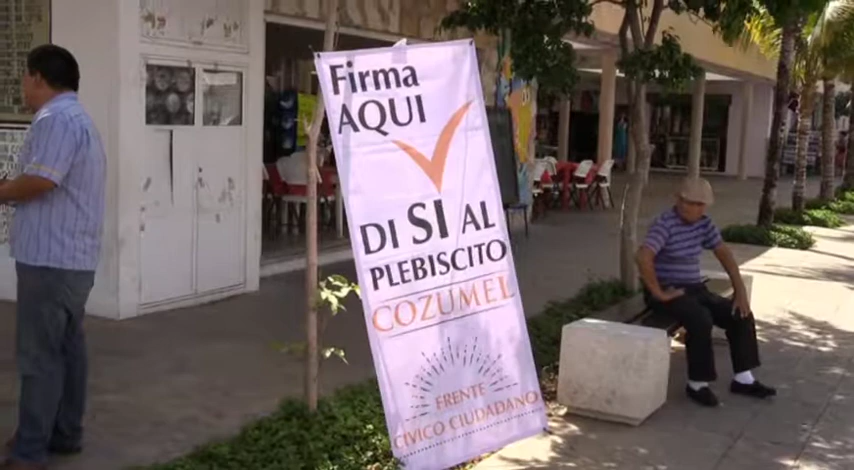 Firma
AQUI
DI SI AL
PLEBISCITO
COZUMEL
FRENTE
CIVICO CIUDADANO